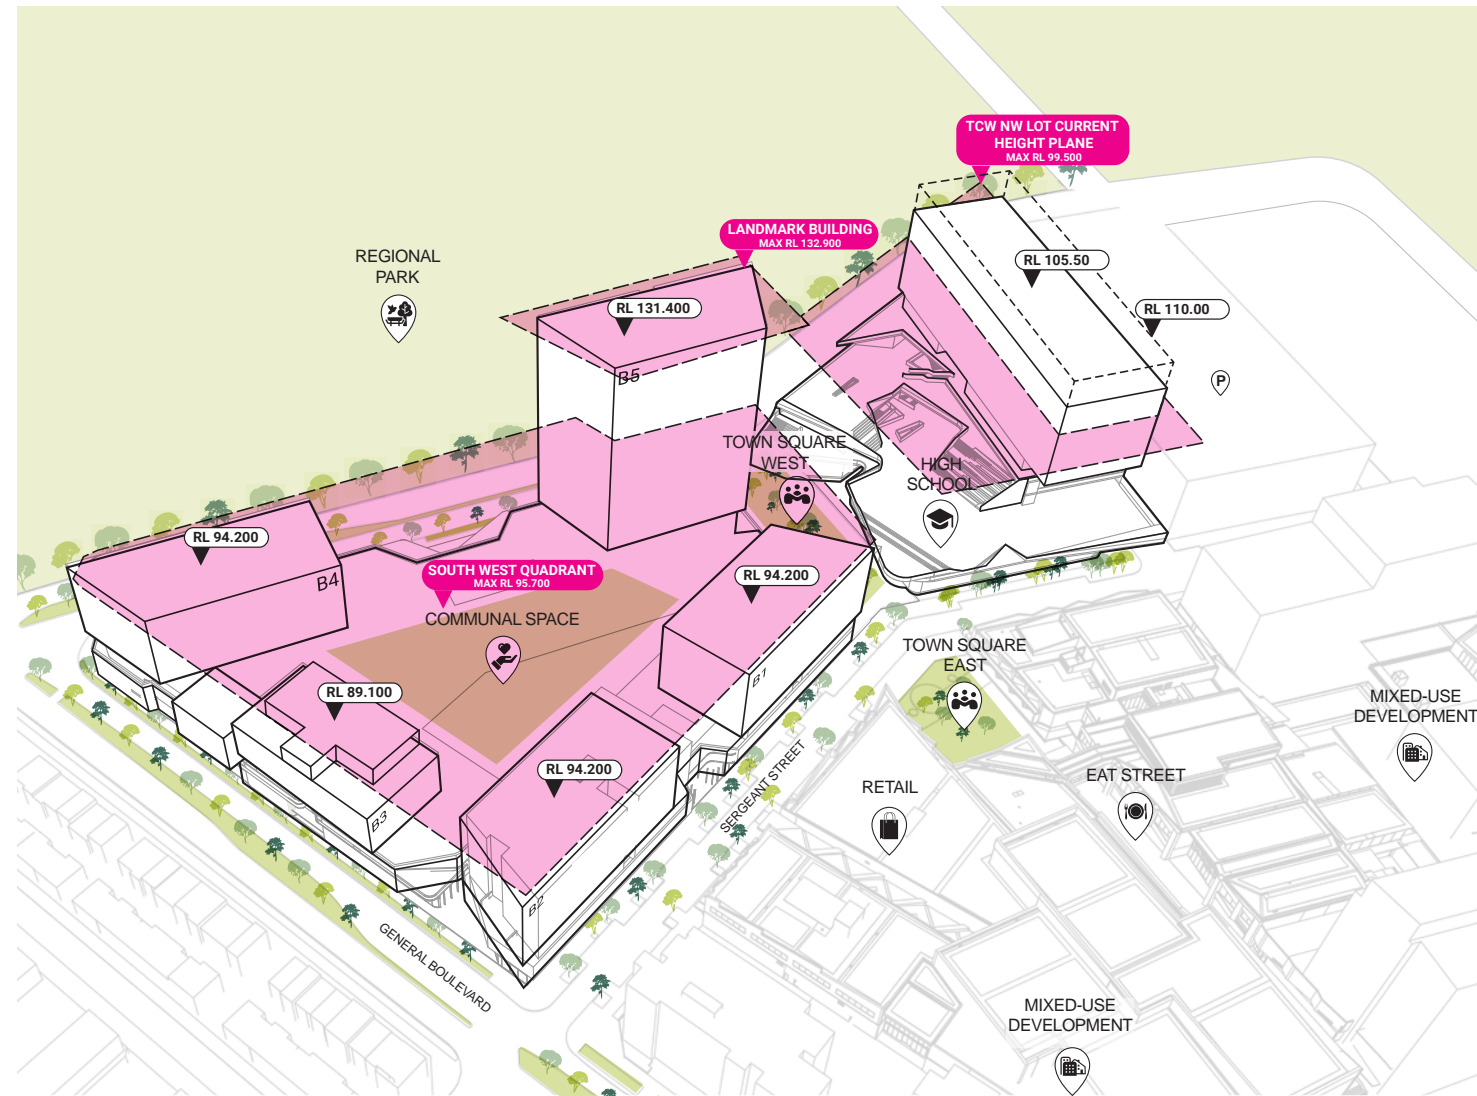 TCW NW LOT CURRENT
HEIGHT PLANE
MAX RL 99.500
LANDMARK BUILDING
MAX RL 132.900
REGIONAL
PARK
RL 105.50
RL 131.400
RL 110.00
P
B5
TOWN SQUARE
WEST
HIGH
SCHOOL
RL 94.200
B4
SOUTH WEST QUADRANT
MAX RL 95.700
RL 94.200
COMMUNAL SPACE
TOWN SQUARE
EAST
B1
RL 89.100
MIXED-USE
DEVELOPMENT
RL 94.200
EAT STREET
RETAIL
SERGEANT STREET
B3
B2
GENERAL BOULEVARD
MIXED-USE
DEVELOPMENT